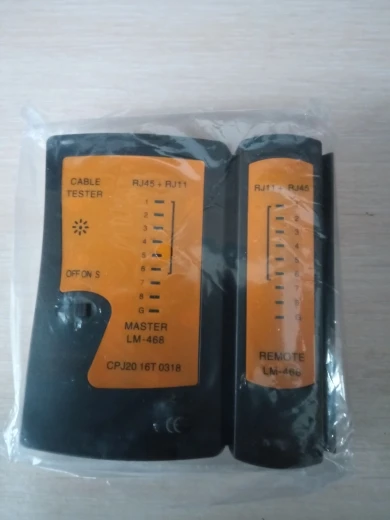 CABLE
TESTER
OFF ON S
RJ45 + RJ11
1
2
3
4
5
6
7
8
G
MASTER
LM-468
CPJ20 16T 0318
CE
RJ11 + RJ45
1
2
3
4
5
6
7
8
G
REMOTE
LM-468